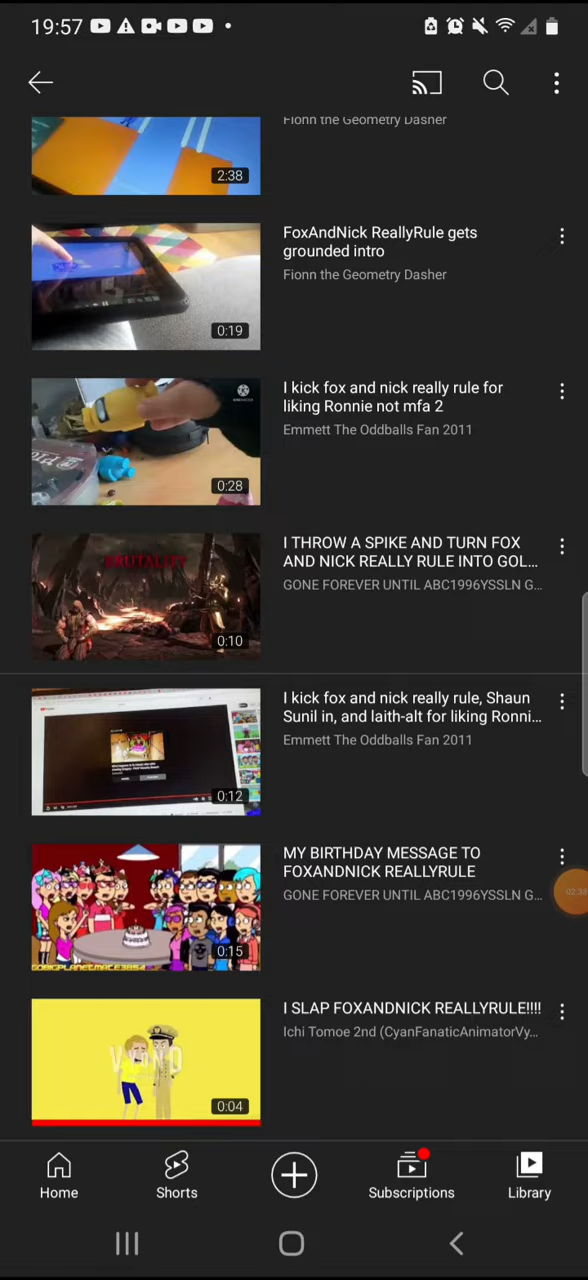 19:57
Fionn the Geometry Dasher
2:38
FoxAndNick ReallyRule gets
grounded intro
Fionn the Geometry Dasher
0:19
I kick fox and nick really rule for
liking Ronnie not mfa 2
Emmett The Oddballs Fan 2011
0:28
I THROW A SPIKE AND TURN FOX
AND NICK REALLY RULE INTO GOL...
GONE FOREVER UNTIL ABC1996YSSLN G...
BRUTALITY
0:10
I kick fox and nick really rule, Shaun
Sunil in, and laith-alt for liking Ronni...
Emmett The Oddballs Fan 2011
0:12
MY BIRTHDAY MESSAGE TO
FOXANDNICK REALLYRULE
GONE FOREVER UNTIL ABC1996YSSLN G...
0:15
02:38
I SLAP FOXANDNICK REALLYRULE!!!!
Ichi Tomoe 2nd (CyanFanaticAnimatorVy...
0:04
Home
Shorts
Subscriptions
Library